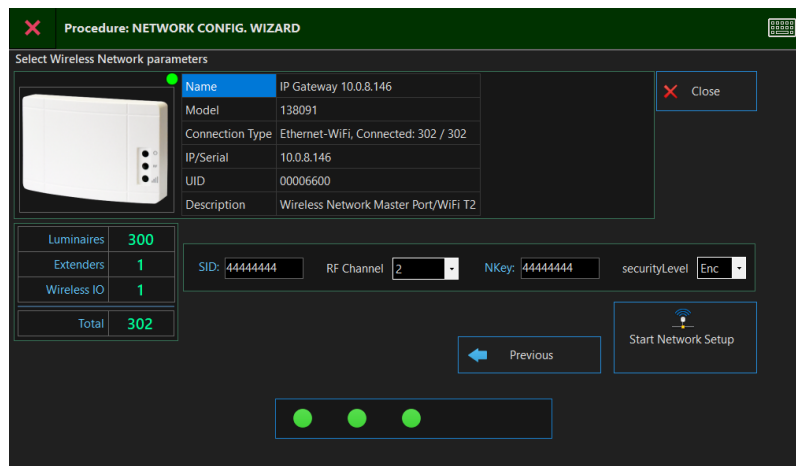 Procedure: NETWORK CONFIG. WIZARD
Select Wireless Network parameters
Name IP Gateway 10.0.8.146
Model 138091
Connection Type Ethernet-WiFi, Connected: 302 / 302
IP/Serial 10.0.8.146
UID 00006600
Description Wireless Network Master Port/WiFi T2
Close
Luminaires 300
Extenders 1
Wireless IO 1
Total 302
SID: 44444444 RF Channel 2 NKey: 44444444 securityLevel Enc
Previous
Start Network Setup